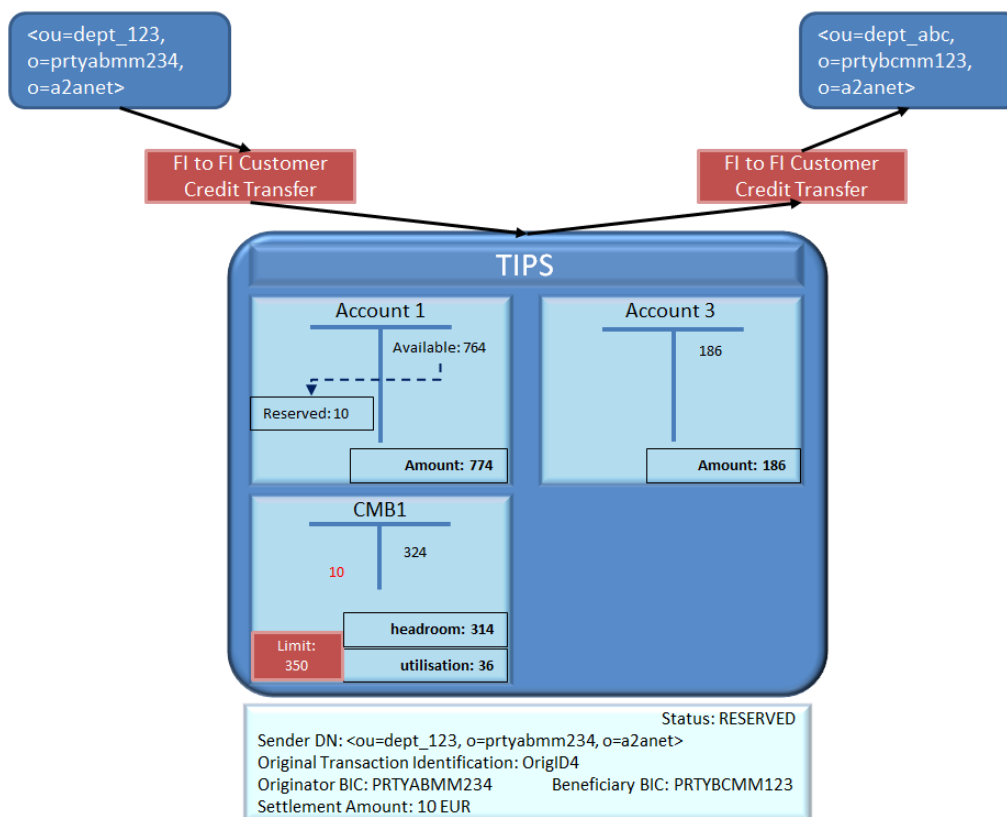 <ou=dept_123,
o=prtyabmm234,
o=a2anet>
<ou=dept_abc,
o=prtybcmm123,
o=a2anet>
FI to FI Customer
Credit Transfer
FI to FI Customer
Credit Transfer
TIPS
Account 1
Available: 764
Reserved: 10
Amount: 774
Account 3
186
Amount: 186
CMB1
324
10
headroom: 314
Limit:
350
utilisation: 36
Status: RESERVED
Sender DN: <ou=dept_123, o=prtyabmm234, o=a2anet>
Original Transaction Identification: OrigID4
Originator BIC: PRTYABMM234 Beneficiary BIC: PRTYBCMM123
Settlement Amount: 10 EUR